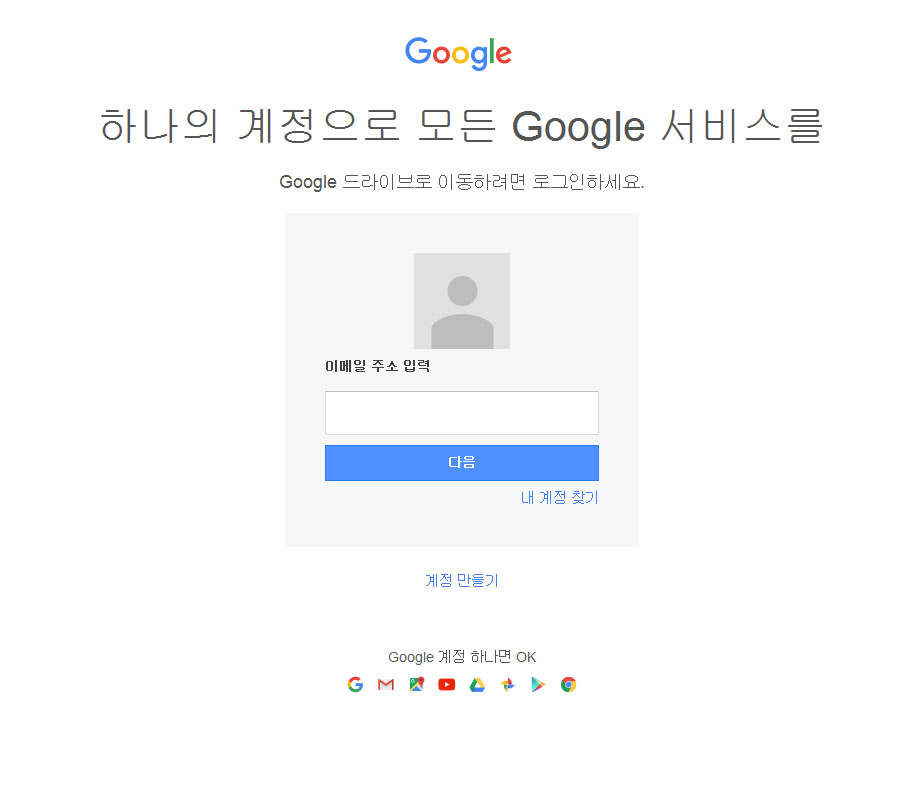 Google
하나의 계정으로 모든 Google 서비스를
Google 드라이브로 이동하려면 로그인하세요.
이메일 주소 입력
다음
내 계정 찾기
계정 만들기
Google 계정 하나면 OK